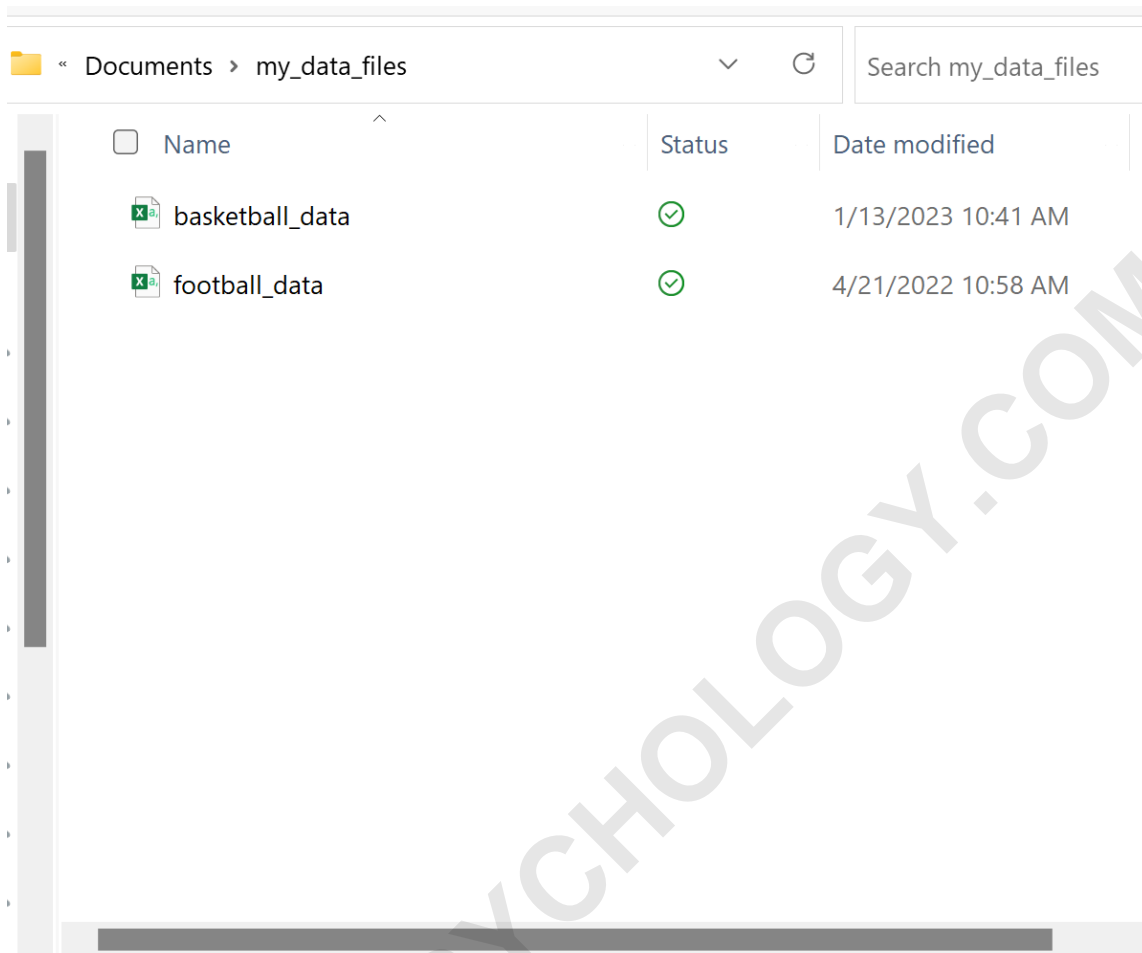 « Documents > my_data_files
Search my_data_files
Name Status Date modified
basketball_data 1/13/2023 10:41 AM
football_data 4/21/2022 10:58 AM
YCHOLOGY.COM